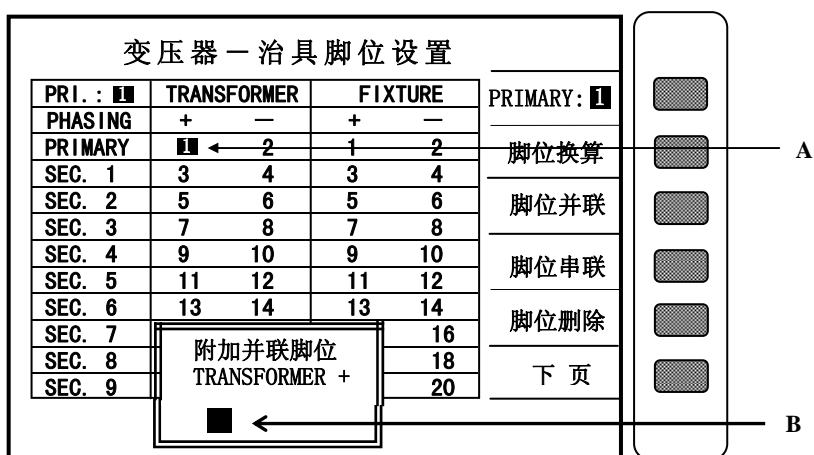 变压器－治具脚位设置
PRI.: 1 TRANSFORMER FIXTURE PRIMARY: 1
PHASING + — + —
PRIMARY 1 2 1 2 脚位换算 A
SEC. 1 3 4 3 4
SEC. 2 5 6 5 6 脚位并联
SEC. 3 7 8 7 8
SEC. 4 9 10 9 10 脚位串联
SEC. 5 11 12 11 12
SEC. 6 13 14 13 14 脚位删除
SEC. 7 16
SEC. 8 18 下 页
SEC. 9 20
附加并联脚位
TRANSFORMER +
B